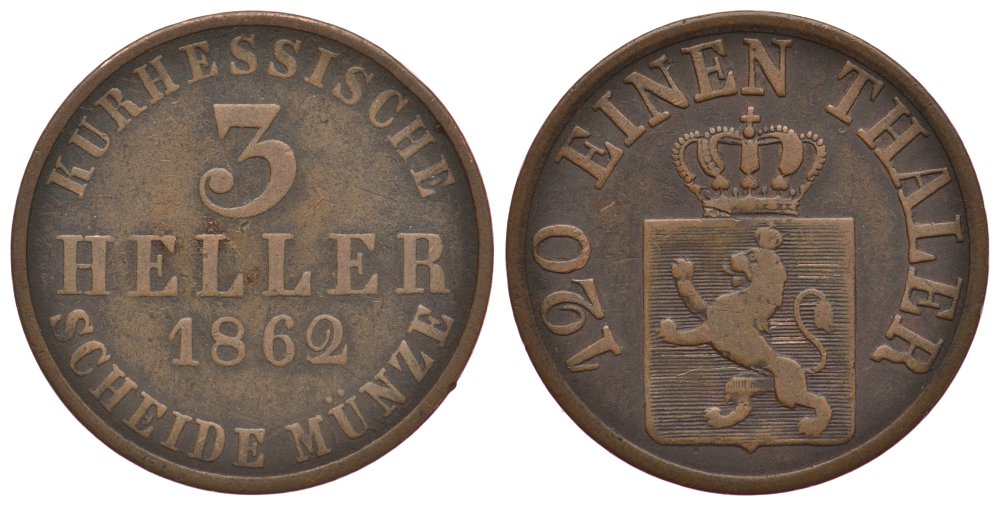 KURHESSISCHE
3
HELLER
1862
SCHEIDE MÜNZE
120 EINEN THALER